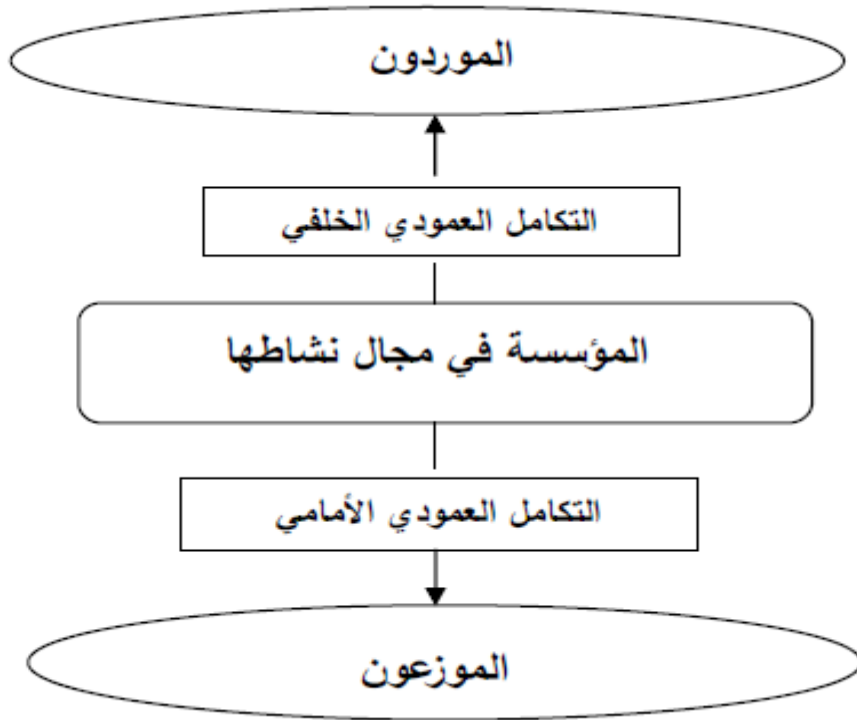 الموردون
التكامل العمودي الخلفي
المؤسسة في مجال نشاطها
التكامل العمودي الأمامي
الموزعون